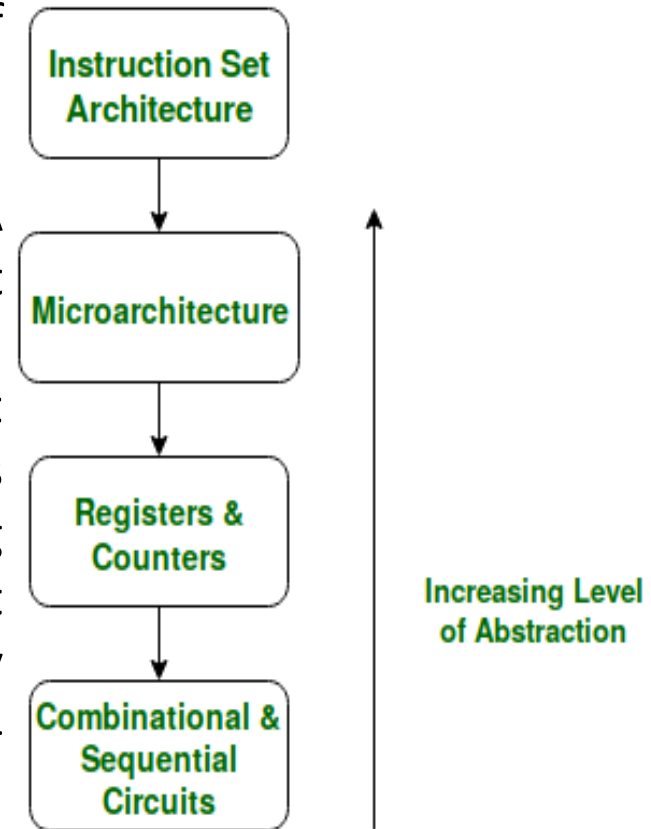 Instruction Set
Architecture
Microarchitecture
Registers &
Counters
Increasing Level
of Abstraction
Combinational &
Sequential
Circuits